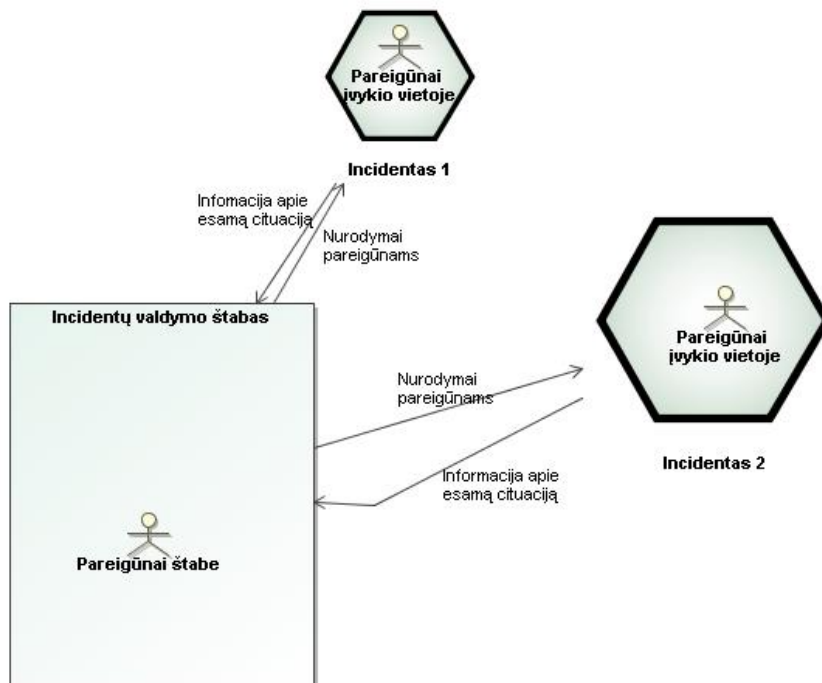 Pareigūnai
įvykio vietoje
Incidentas 1
Infomacija apie
esamą cituaciją
Nurodymai
pareigūnams
Incidentų valdymo štabas
Pareigūnai
įvykio vietoje
Nurodymai
pareigūnams
Incidentas 2
Informacija apie
esamą cituaciją
Pareigūnai štabe